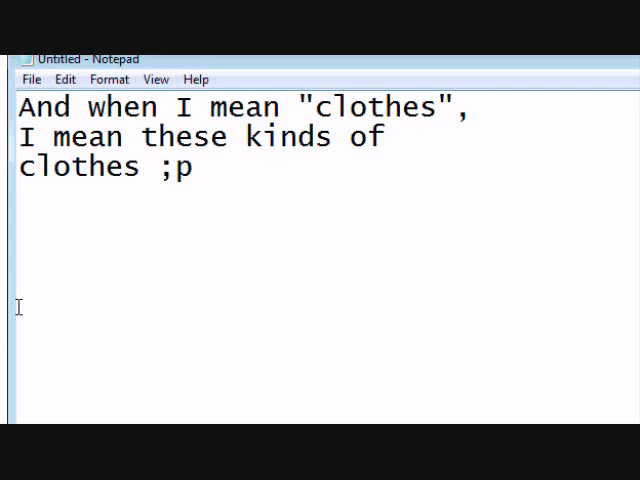 Untitled - Notepad
File Edit Format View Help
And when I mean "clothes",
I mean these kinds of
clothes ;p